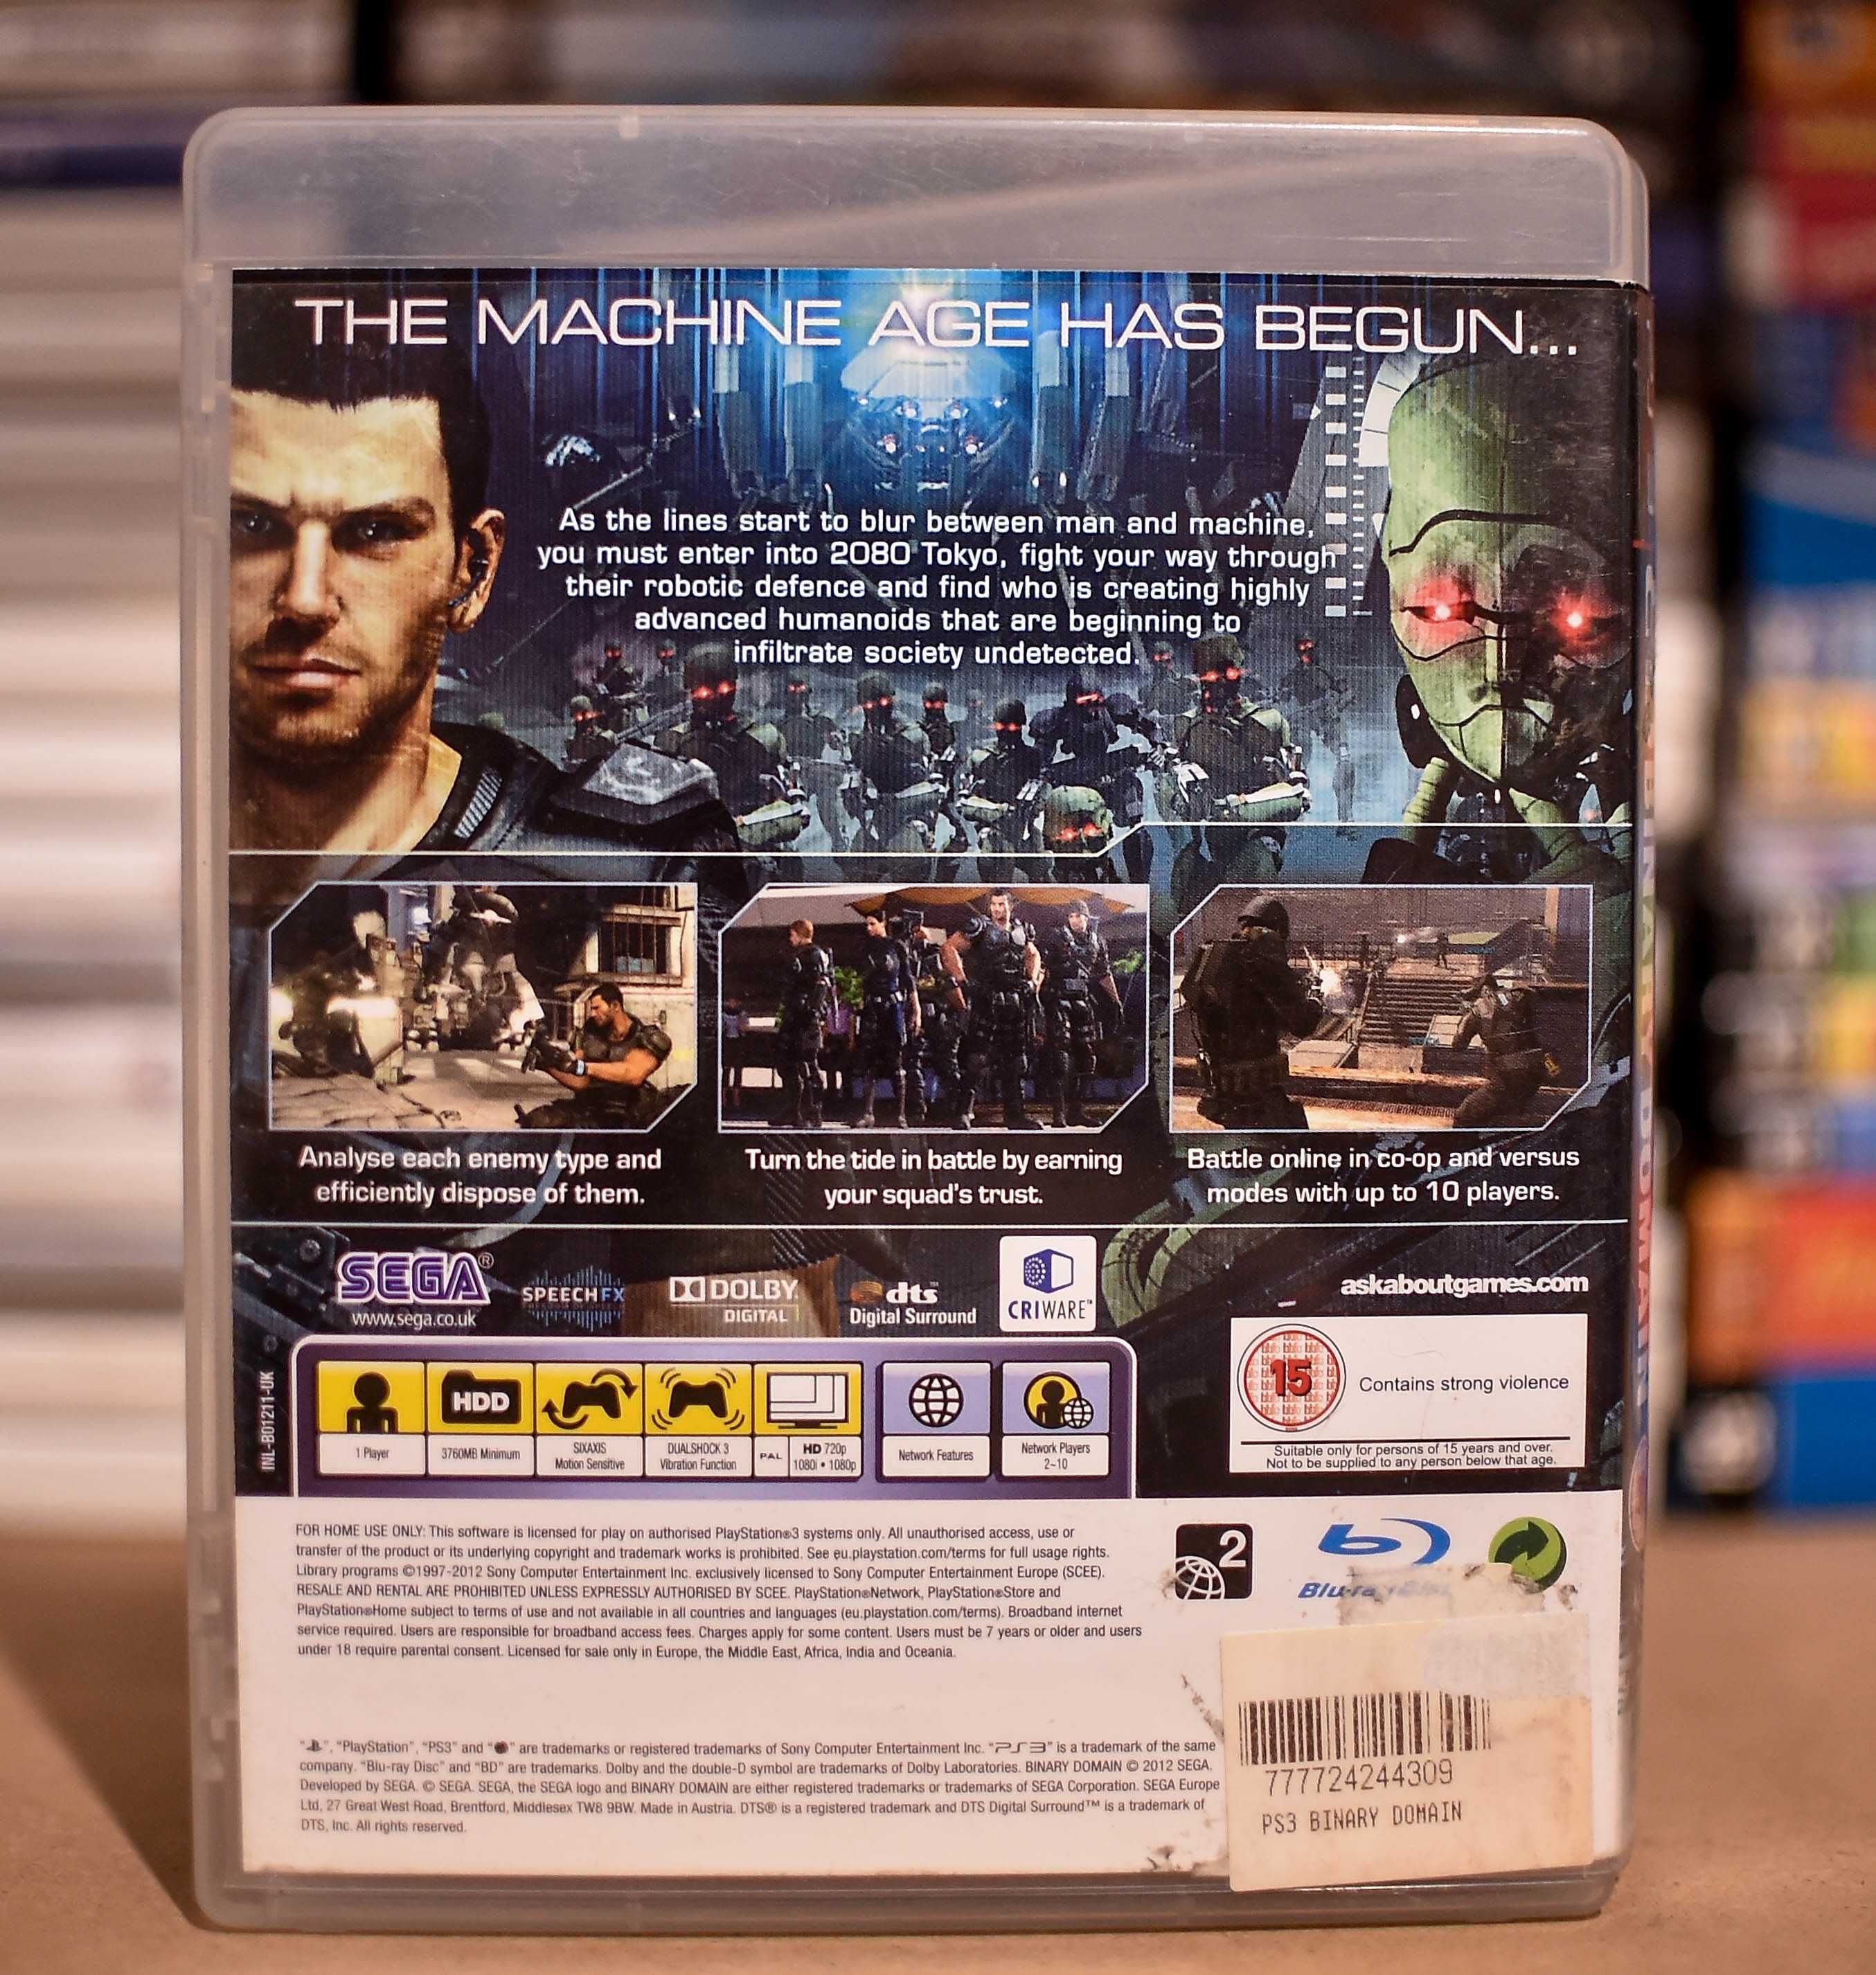 THE MACHINE AGE HAS BEGUN...
As the lines start to blur between man and machine,
you must enter into 2080 Tokyo, fight your way through
their robotic defence and find who is creating highly
advanced humanoids that are beginning to
infiltrate society undetected.
Analyse each enemy type and
efficiently dispose of them.
Turn the tide in battle by earning
your squad's trust.
Battle online in co-op and versus
modes with up to 10 players.
SEGA®
www.sega.co.uk
SPEECH FX
DOLBY
DIGITAL
dts™
Digital Surround
CRIWARE™
askaboutgames.com
INL-B01211-UK
HDD
1 Player
3760MB Minimum
SIXAXIS
Motion Sensitive
DUALSHOCK 3
Vibration Function
PAL
HD 720p
1080i • 1080p
Network Features
Network Players
2~10
15
Contains strong violence
Suitable only for persons of 15 years and over.
Not to be supplied to any person below that age.
BINARY DOMAIN
FOR HOME USE ONLY: This software is licensed for play on authorised PlayStation®3 systems only. All unauthorised access, use or
transfer of the product or its underlying copyright and trademark works is prohibited. See eu.playstation.com/terms for full usage rights.
Library programs ©1997-2012 Sony Computer Entertainment Inc. exclusively licensed to Sony Computer Entertainment Europe (SCEE).
RESALE AND RENTAL ARE PROHIBITED UNLESS EXPRESSLY AUTHORISED BY SCEE. PlayStation®Network, PlayStation®Store and
PlayStation®Home subject to terms of use and not available in all countries and languages (eu.playstation.com/terms). Broadband internet
service required. Users are responsible for broadband access fees. Charges apply for some content. Users must be 7 years or older and users
under 18 require parental consent. Licensed for sale only in Europe, the Middle East, Africa, India and Oceania.
2
Blu-ray Disc
"", "PlayStation", "PS3" and "" are trademarks or registered trademarks of Sony Computer Entertainment Inc. "PS3" is a trademark of the same
company. "Blu-ray Disc" and "BD" are trademarks. Dolby and the double-D symbol are trademarks of Dolby Laboratories. BINARY DOMAIN © 2012 SEGA.
Developed by SEGA. © SEGA. SEGA, the SEGA logo and BINARY DOMAIN are either registered trademarks or trademarks of SEGA Corporation. SEGA Europe
Ltd, 27 Great West Road, Brentford, Middlesex TW8 9BW. Made in Austria. DTS® is a registered trademark and DTS Digital Surround™ is a trademark of
DTS, Inc. All rights reserved.
777724244309
PS3 BINARY DOMAIN